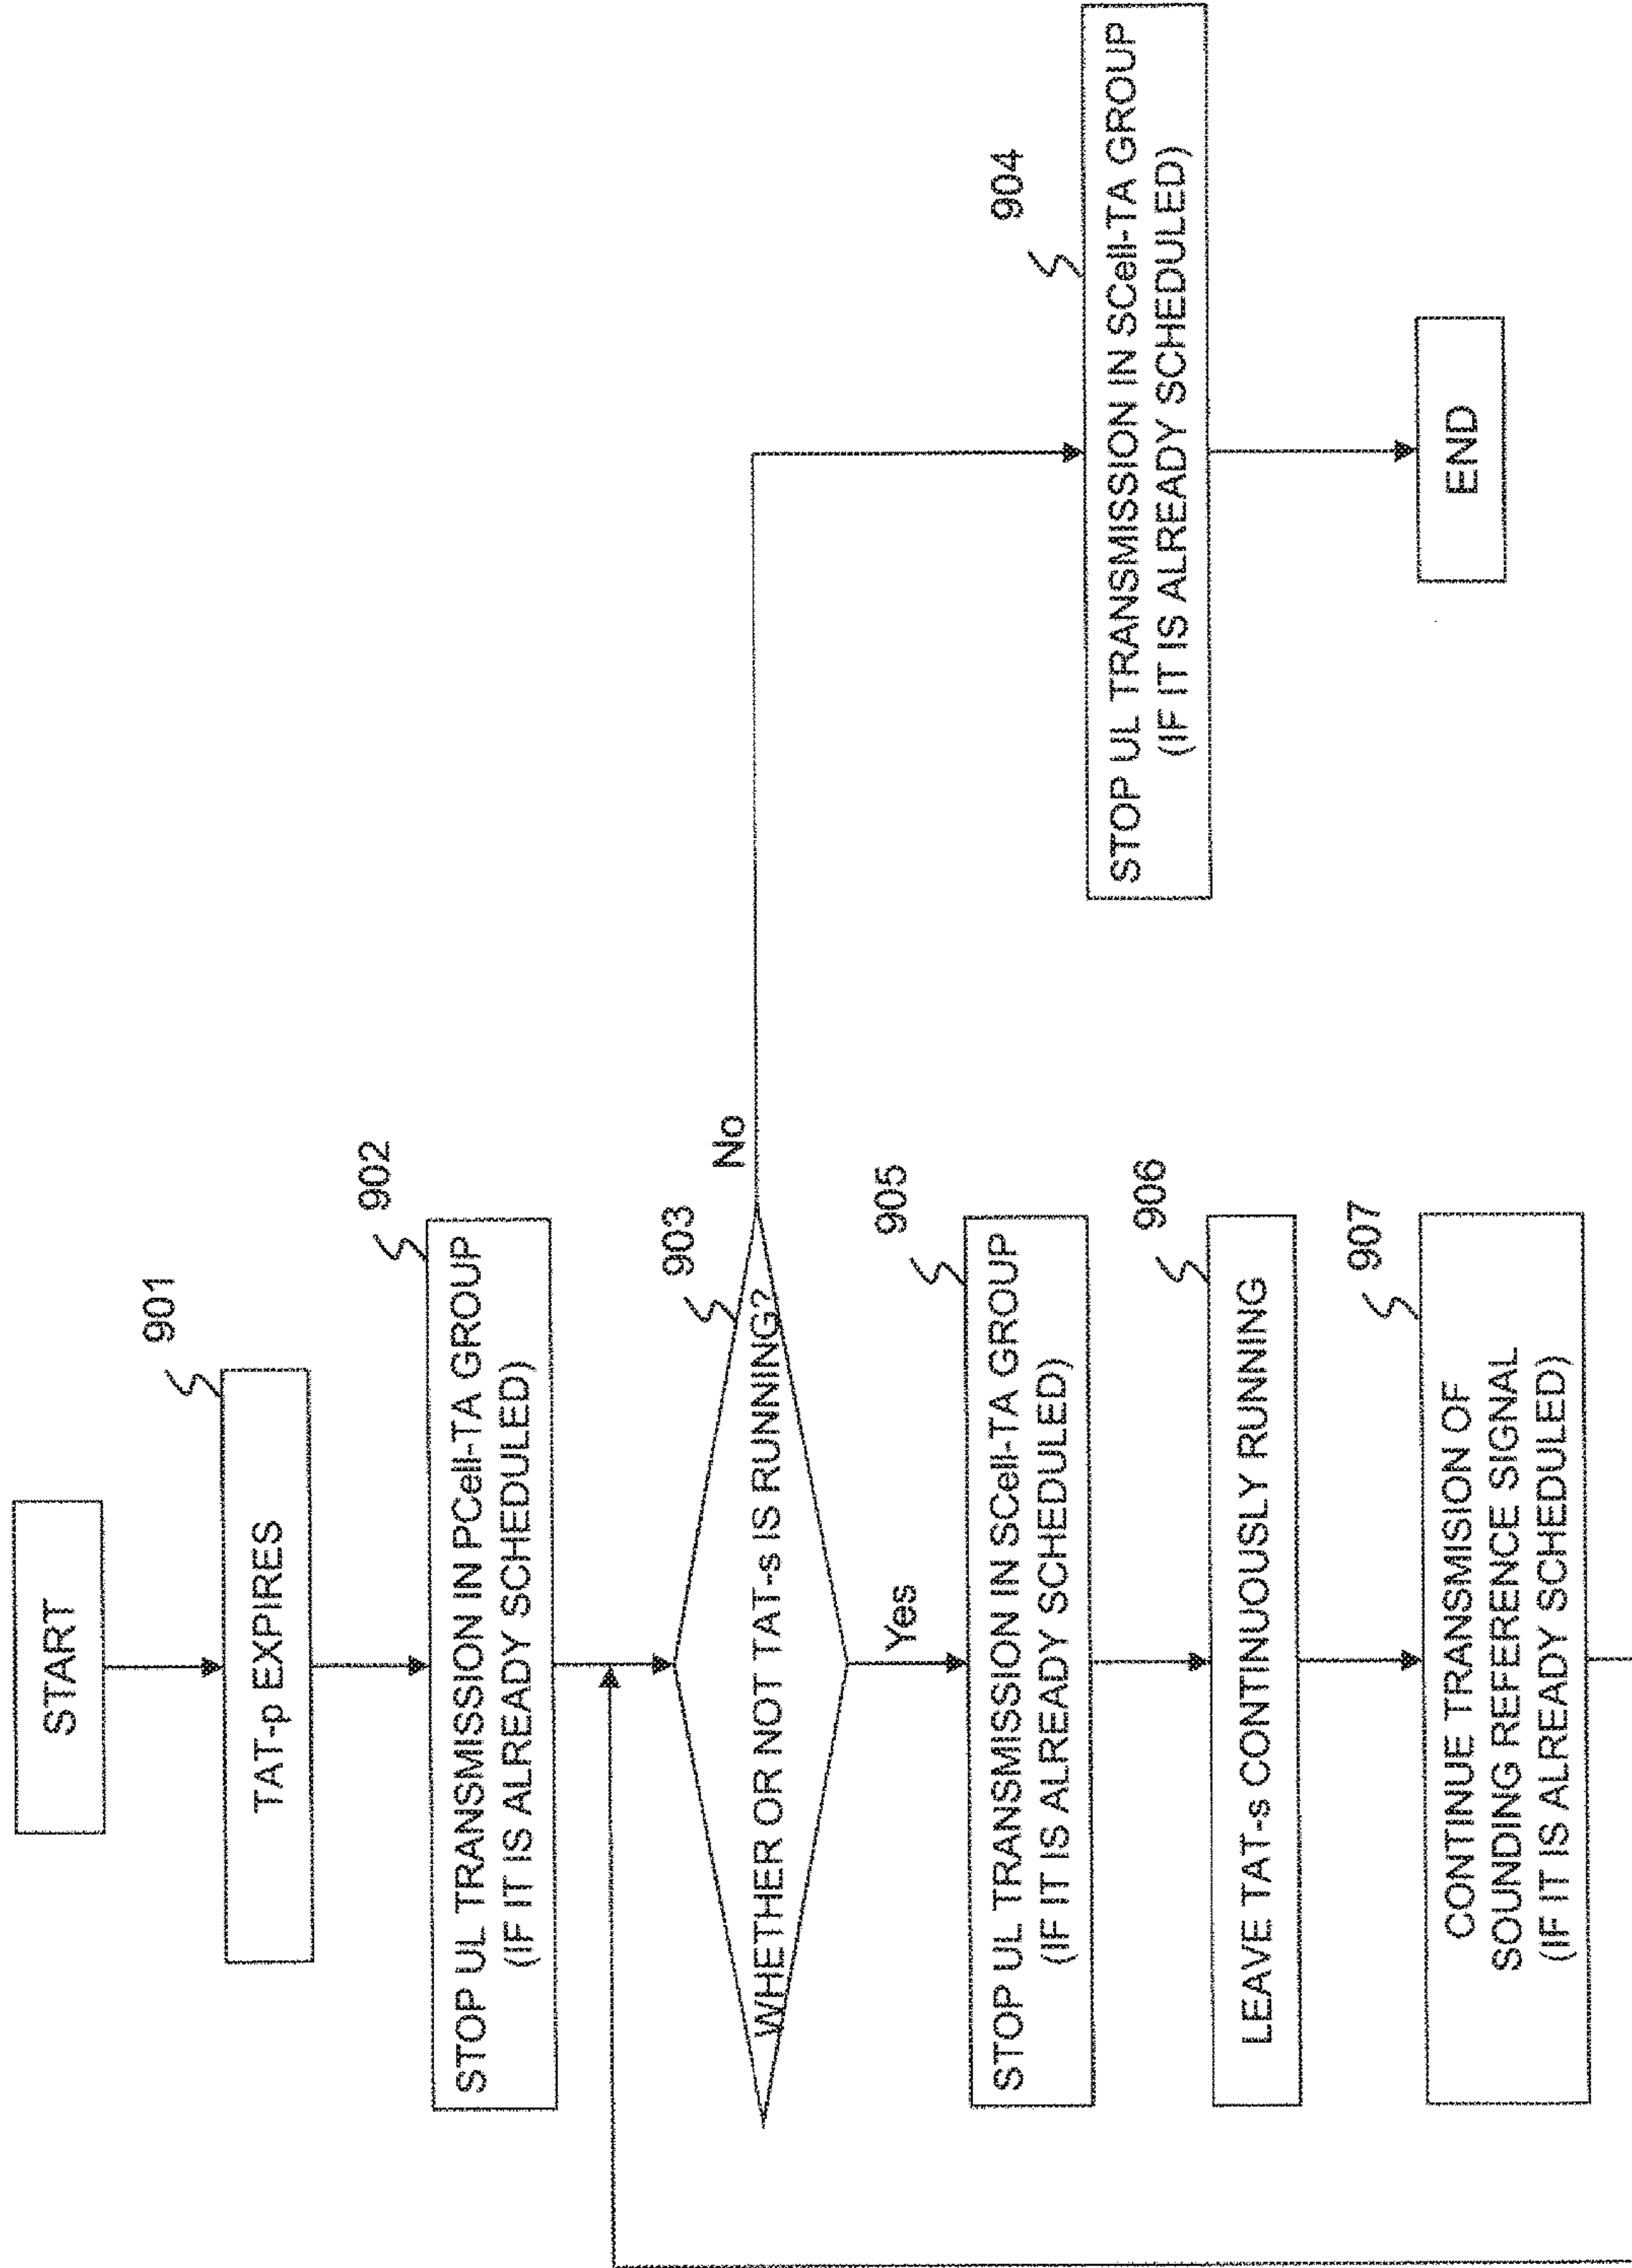 START
901
TAT-p EXPIRES
902
STOP UL TRANSMISSION IN PCell-TA GROUP
(IF IT IS ALREADY SCHEDULED)
903
WHETHER OR NOT TAT-s IS RUNNING?
No
Yes
904
STOP UL TRANSMISSION IN SCell-TA GROUP
(IF IT IS ALREADY SCHEDULED)
END
905
STOP UL TRANSMISSION IN SCell-TA GROUP
(IF IT IS ALREADY SCHEDULED)
906
LEAVE TAT-s CONTINUOUSLY RUNNING
907
CONTINUE TRANSMISION OF
SOUNDING REFERENCE SIGNAL
(IF IT IS ALREADY SCHEDULED)